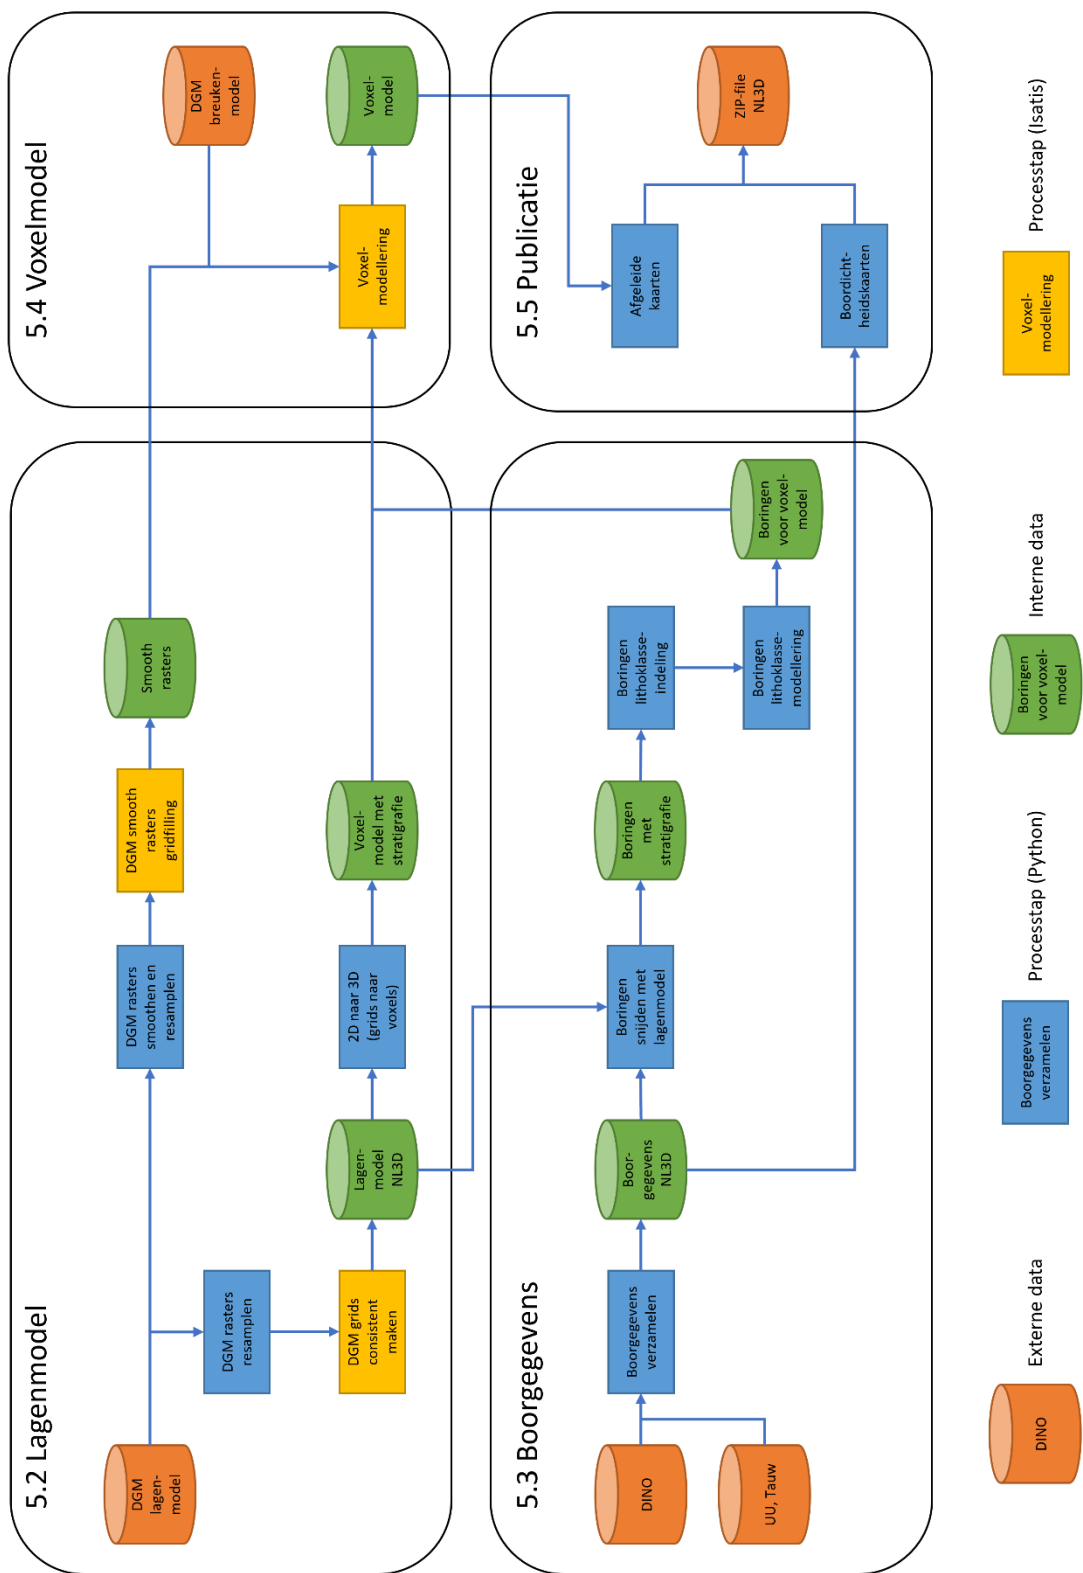 5.2 Lagenmodel
DGM
lagen-
model
DGM rasters
resamplen
DGM grids
consistent
maken
Lagen-
model
NL3D
DGM rasters
smoothen en
resamplen
2D naar 3D
(grids naar
voxels)
DGM smooth
rasters
gridfilling
Voxel-
model met
stratigrafie
Smooth
rasters
5.4 Voxelmodel
DGM
breuken-
model
Voxel-
modellering
Voxel-
model
5.3 Boorgegevens
DINO
UU, Tauw
Boorgegevens
verzamelen
Boor-
gegevens
NL3D
Boringen
snijden met
lagenmodel
Boringen
met
stratigrafie
Boringen
lithoklasse-
indeling
Boringen
lithoklasse-
modellering
Boringen
voor voxel-
model
5.5 Publicatie
Afgeleide
kaarten
Boordicht-
heidskaarten
ZIP-file
NL3D
DINO
Externe data
Boorgegevens
verzamelen
Processtap (Python)
Boringen
voor voxel-
model
Interne data
Voxel-
modellering
Processtap (Isatis)